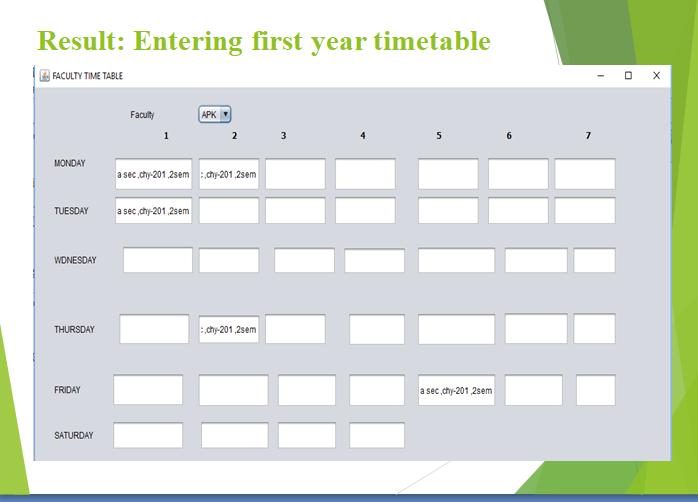 Result: Entering first year timetable
FACULTY TIME TABLE
Faculty APK
1 2 3 4 5 6 7
MONDAY a sec ,chy-201 ,2sem :,chy-201 ,2sem
TUESDAY a sec ,chy-201 ,2sem
WDNESDAY
THURSDAY :,chy-201 ,2sem
FRIDAY a sec ,chy-201 ,2sem
SATURDAY